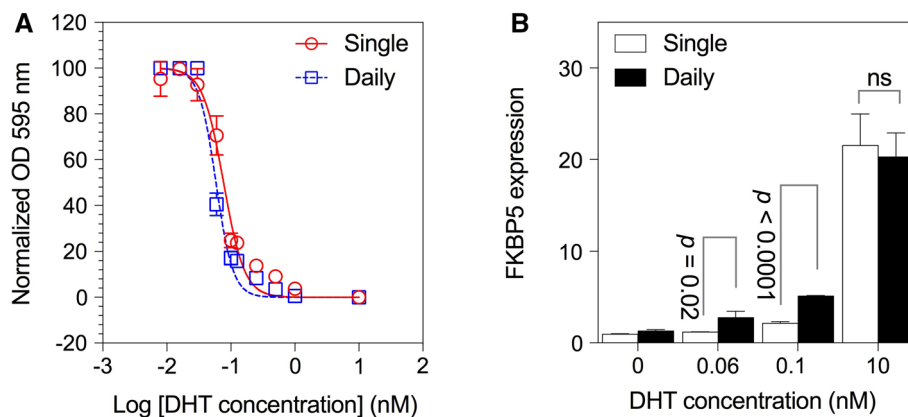 A
Normalized OD 595 nm
120
100
80
60
40
20
0
-20
-3
-2
-1
0
1
2
Log [DHT concentration] (nM)
Single
Daily
B
FKBP5 expression
30
20
10
0
Single
Daily
p = 0.02
p < 0.0001
ns
0
0.06
0.1
10
DHT concentration (nM)